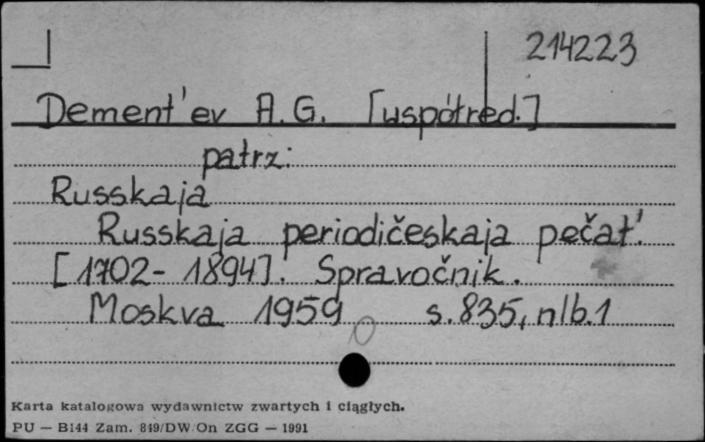 214223
Dement'ev A.G. [współred.]
patrz:
Russkaja
Russkaja periodičeskaja pečat'.
[1702-1894]. Spravočnik.
Moskva 1959 s.835, nlb.1
Karta katalogowa wydawnictw zwartych i ciągłych.
PU — B144 Zam. 849/DW/On ZGG — 1991